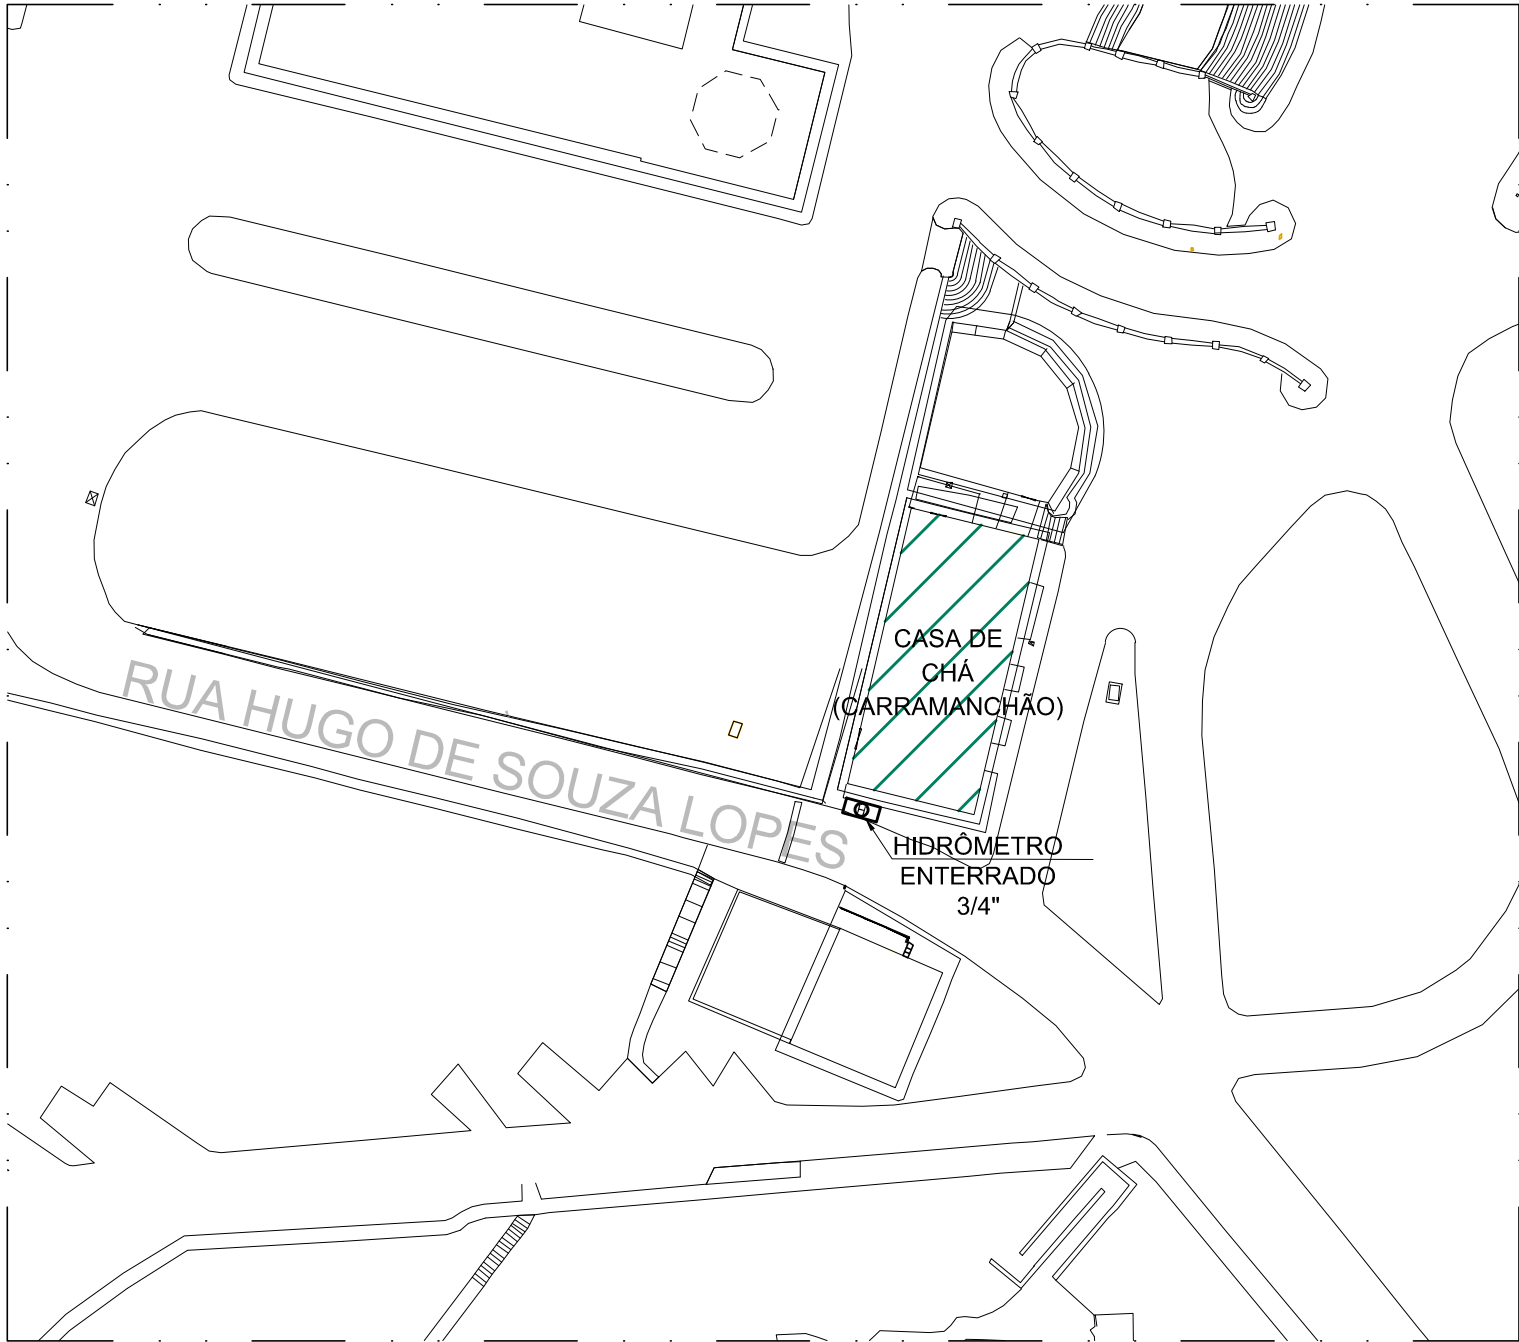 CASA DE
CHÁ
(CARRAMANCHÃO)
RUA HUGO DE SOUZA LOPES
HIDRÔMETRO
ENTERRADO
3/4"